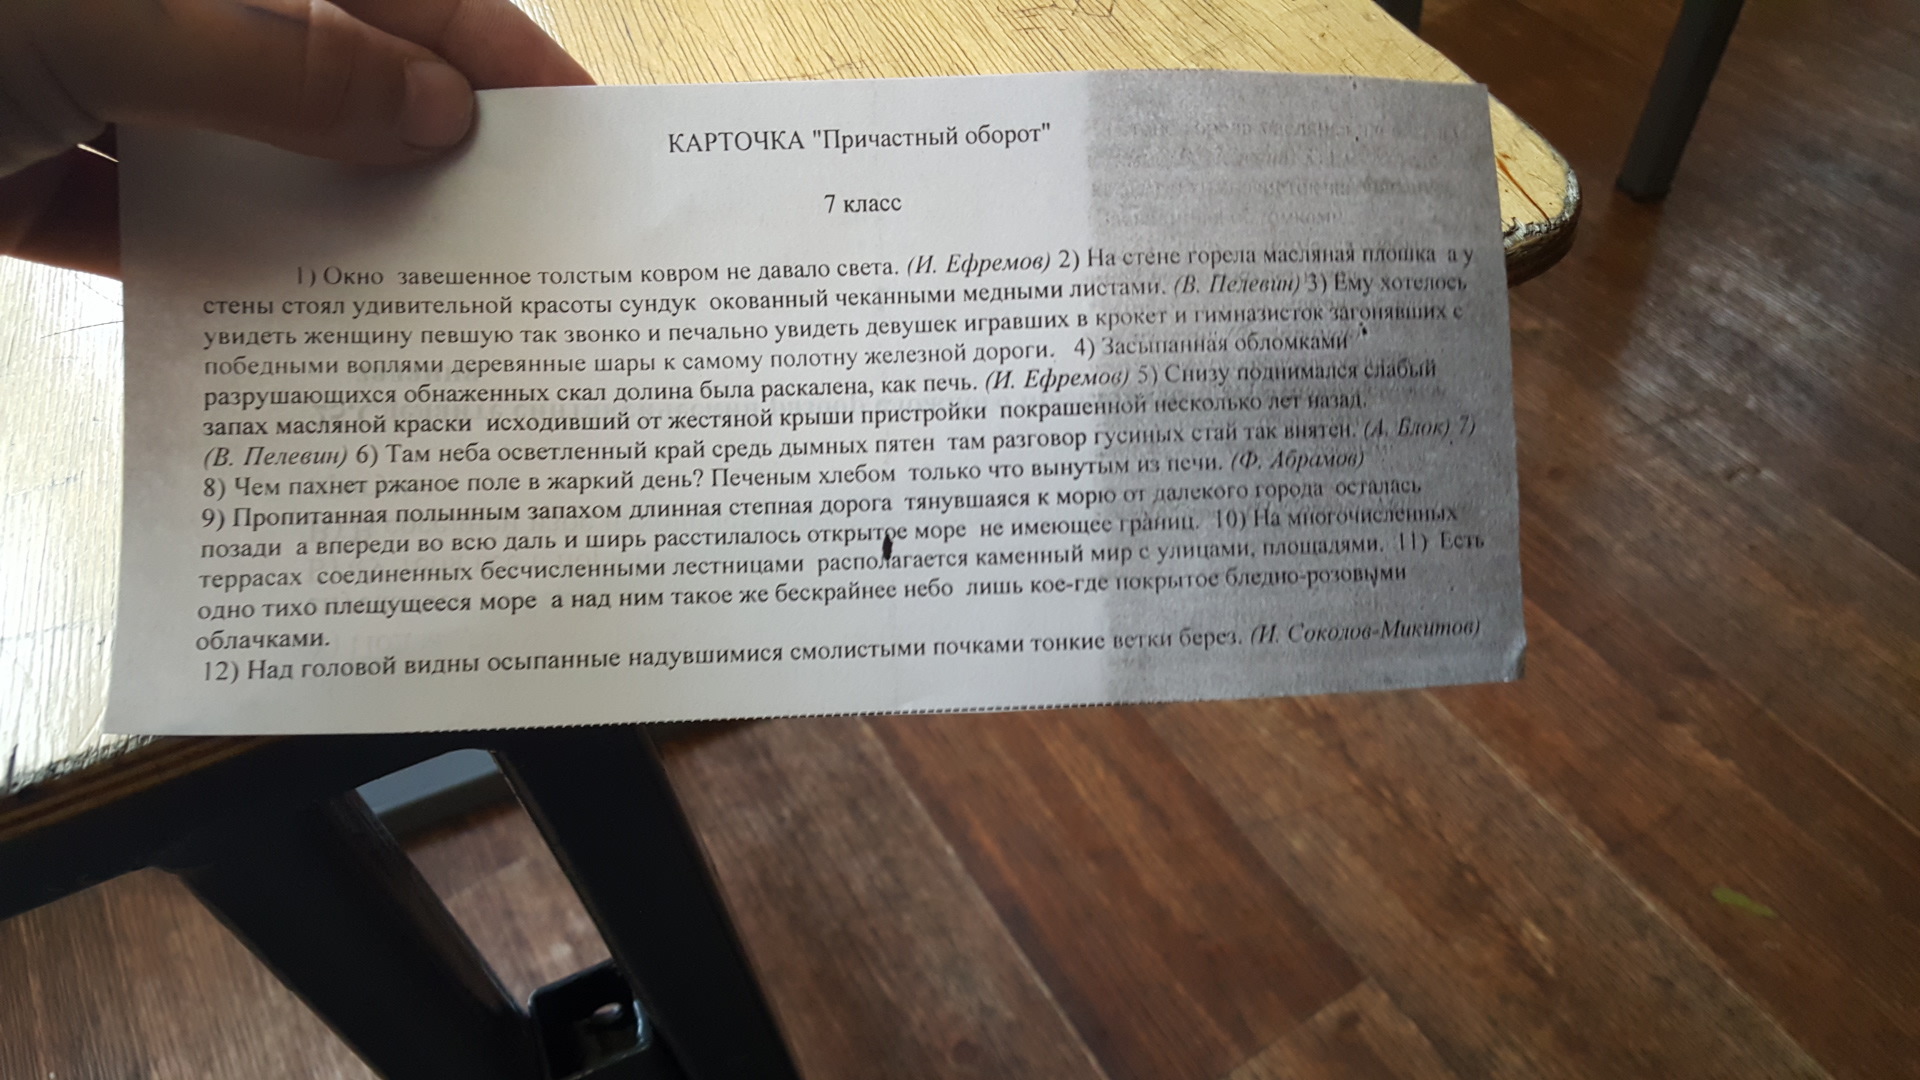 КАРТОЧКА "Причастный оборот"
7 класс
1) Окно завешенное толстым ковром не давало света. (И. Ефремов) 2) На стене горела масляная плошка а у
стены стоял удивительной красоты сундук окованный чеканными медными листами. (В. Пелевин) 3) Ему хотелось
увидеть женщину певшую так звонко и печально увидеть девушек игравших в крокет и гимназисток загонявших с
победными воплями деревянные шары к самому полотну железной дороги. 4) Засыпанная обломками
разрушающихся обнаженных скал долина была раскалена, как печь. (И. Ефремов) 5) Снизу поднимался слабый
запах масляной краски исходивший от жестяной крыши пристройки покрашенной несколько лет назад.
(В. Пелевин) 6) Там неба осветленный край средь дымных пятен там разговор гусиных стай так внятен. (А. Блок) 7)
8) Чем пахнет ржаное поле в жаркий день? Печеным хлебом только что вынутым из печи. (Ф. Абрамов)
9) Пропитанная полынным запахом длинная степная дорога тянувшаяся к морю от далекого города осталась
позади а впереди во всю даль и ширь расстилалось открытое море не имеющее границ. 10) На многочисленных
террасах соединенных бесчисленными лестницами располагается каменный мир с улицами, площадями. 11) Есть
одно тихо плещущееся море а над ним такое же бескрайнее небо лишь кое-где покрытое бледно-розовыми
облачками.
12) Над головой видны осыпанные надувшимися смолистыми почками тонкие ветки берез. (И. Соколов-Микитов)